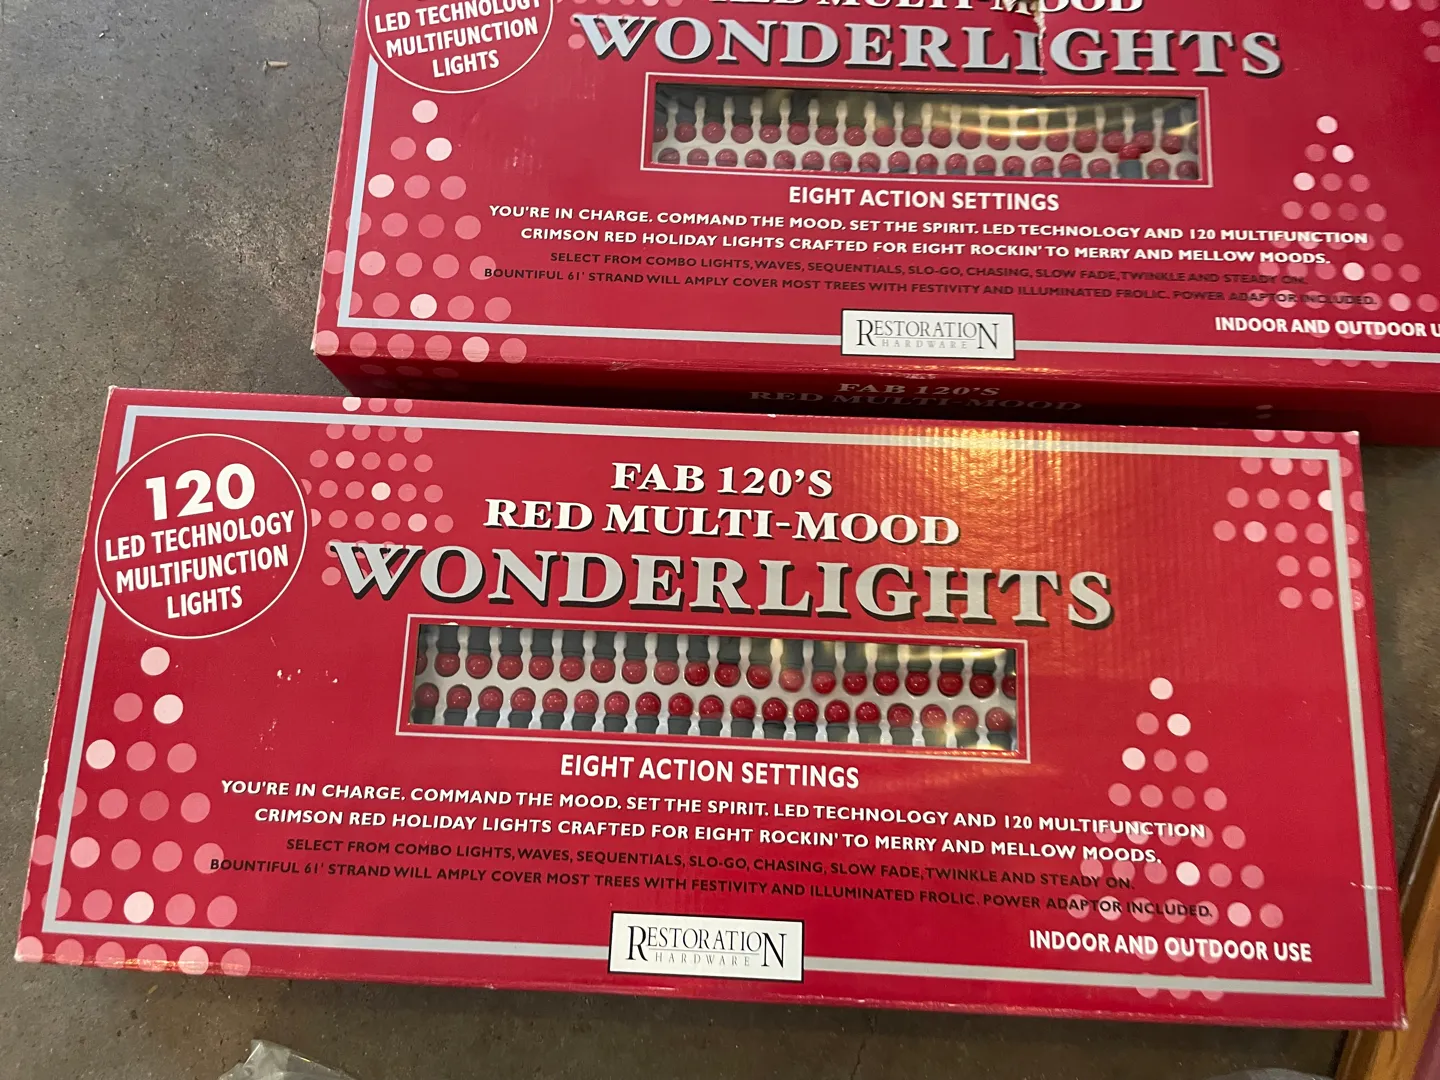 LED TECHNOLOGY
MULTIFUNCTION
LIGHTS
RED MULTI-MOOD
WONDERLIGHTS
EIGHT ACTION SETTINGS
YOU'RE IN CHARGE. COMMAND THE MOOD. SET THE SPIRIT. LED TECHNOLOGY AND 120 MULTIFUNCTION
CRIMSON RED HOLIDAY LIGHTS CRAFTED FOR EIGHT ROCKIN' TO MERRY AND MELLOW MOODS.
SELECT FROM COMBO LIGHTS, WAVES, SEQUENTIALS, SLO-GO, CHASING, SLOW FADE, TWINKLE AND STEADY ON.
BOUNTIFUL 61' STRAND WILL AMPLY COVER MOST TREES WITH FESTIVITY AND ILLUMINATED FROLIC. POWER ADAPTOR INCLUDED.
INDOOR AND OUTDOOR U
RESTORATION
HARDWARE
FAB 120'S
RED MULTI-MOOD
120
LED TECHNOLOGY
MULTIFUNCTION
LIGHTS
FAB 120'S
RED MULTI-MOOD
WONDERLIGHTS
EIGHT ACTION SETTINGS
YOU'RE IN CHARGE. COMMAND THE MOOD. SET THE SPIRIT. LED TECHNOLOGY AND 120 MULTIFUNCTION
CRIMSON RED HOLIDAY LIGHTS CRAFTED FOR EIGHT ROCKIN' TO MERRY AND MELLOW MOODS.
SELECT FROM COMBO LIGHTS, WAVES, SEQUENTIALS, SLO-GO, CHASING, SLOW FADE, TWINKLE AND STEADY ON.
BOUNTIFUL 61' STRAND WILL AMPLY COVER MOST TREES WITH FESTIVITY AND ILLUMINATED FROLIC. POWER ADAPTOR INCLUDED.
INDOOR AND OUTDOOR USE
RESTORATION
HARDWARE